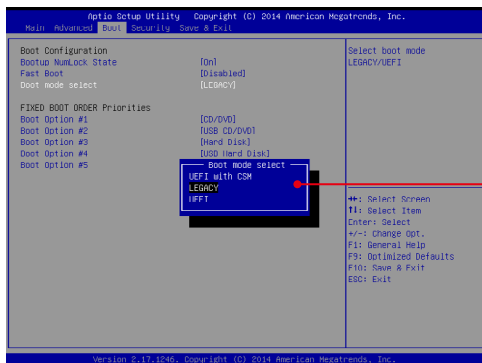 Aptio Setup Utility Copyright (C) 2014 American Megatrends, Inc.
Main Advanced Boot Security Save & Exit
Boot Configuration
Bootup NumLock State [On]
Fast Boot [Disabled]
Boot mode select [LEGACY]
FIXED BOOT ORDER Priorities
Boot Option #1 [CD/DVD]
Boot Option #2 [USB CD/DVD]
Boot Option #3 [Hard Disk]
Boot Option #4 [USB Hard Disk]
Boot Option #5
Boot mode select
UEFI with CSM
LEGACY
UEFI
Select boot mode
LEGACY/UEFI
→←: Select Screen
↑↓: Select Item
Enter: Select
+/-: Change Opt.
F1: General Help
F9: Optimized Defaults
F10: Save & Exit
ESC: Exit
Version 2.17.1246. Copyright (C) 2014 American Megatrends, Inc.